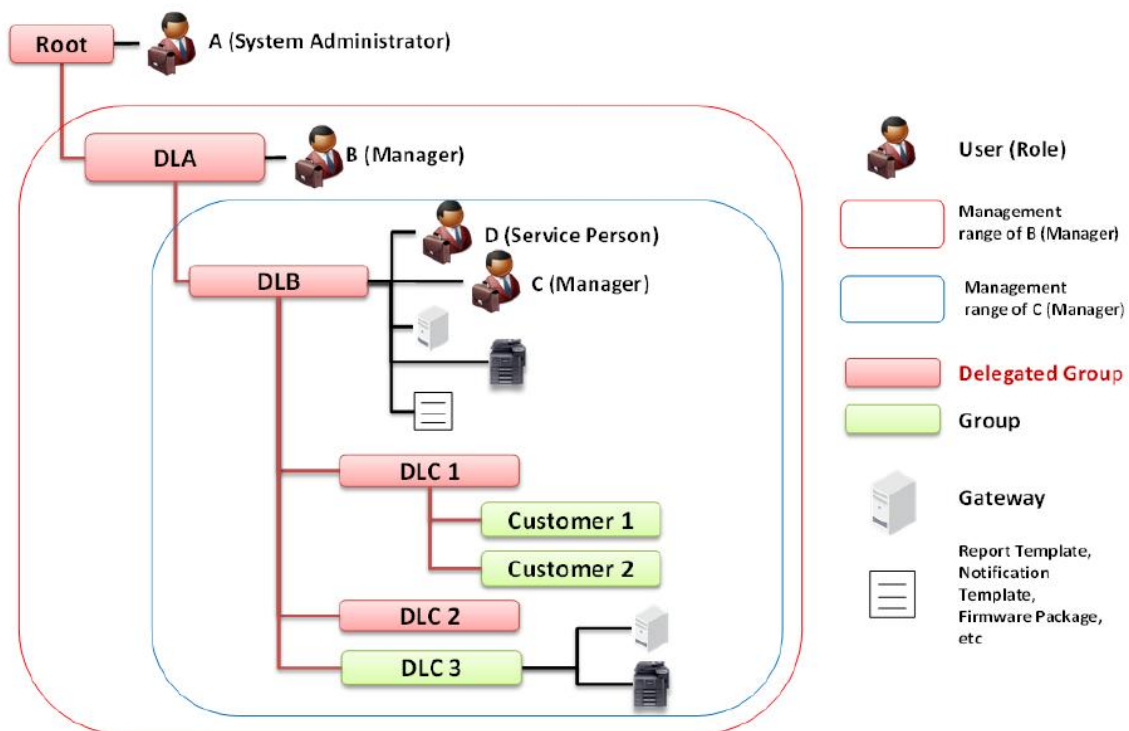 Root
A (System Administrator)
DLA
B (Manager)
D (Service Person)
DLB
C (Manager)
DLC 1
Customer 1
Customer 2
DLC 2
DLC 3
User (Role)
Management
range of B (Manager)
Management
range of C (Manager)
Delegated Group
Group
Gateway
Report Template,
Notification
Template,
Firmware Package,
etc